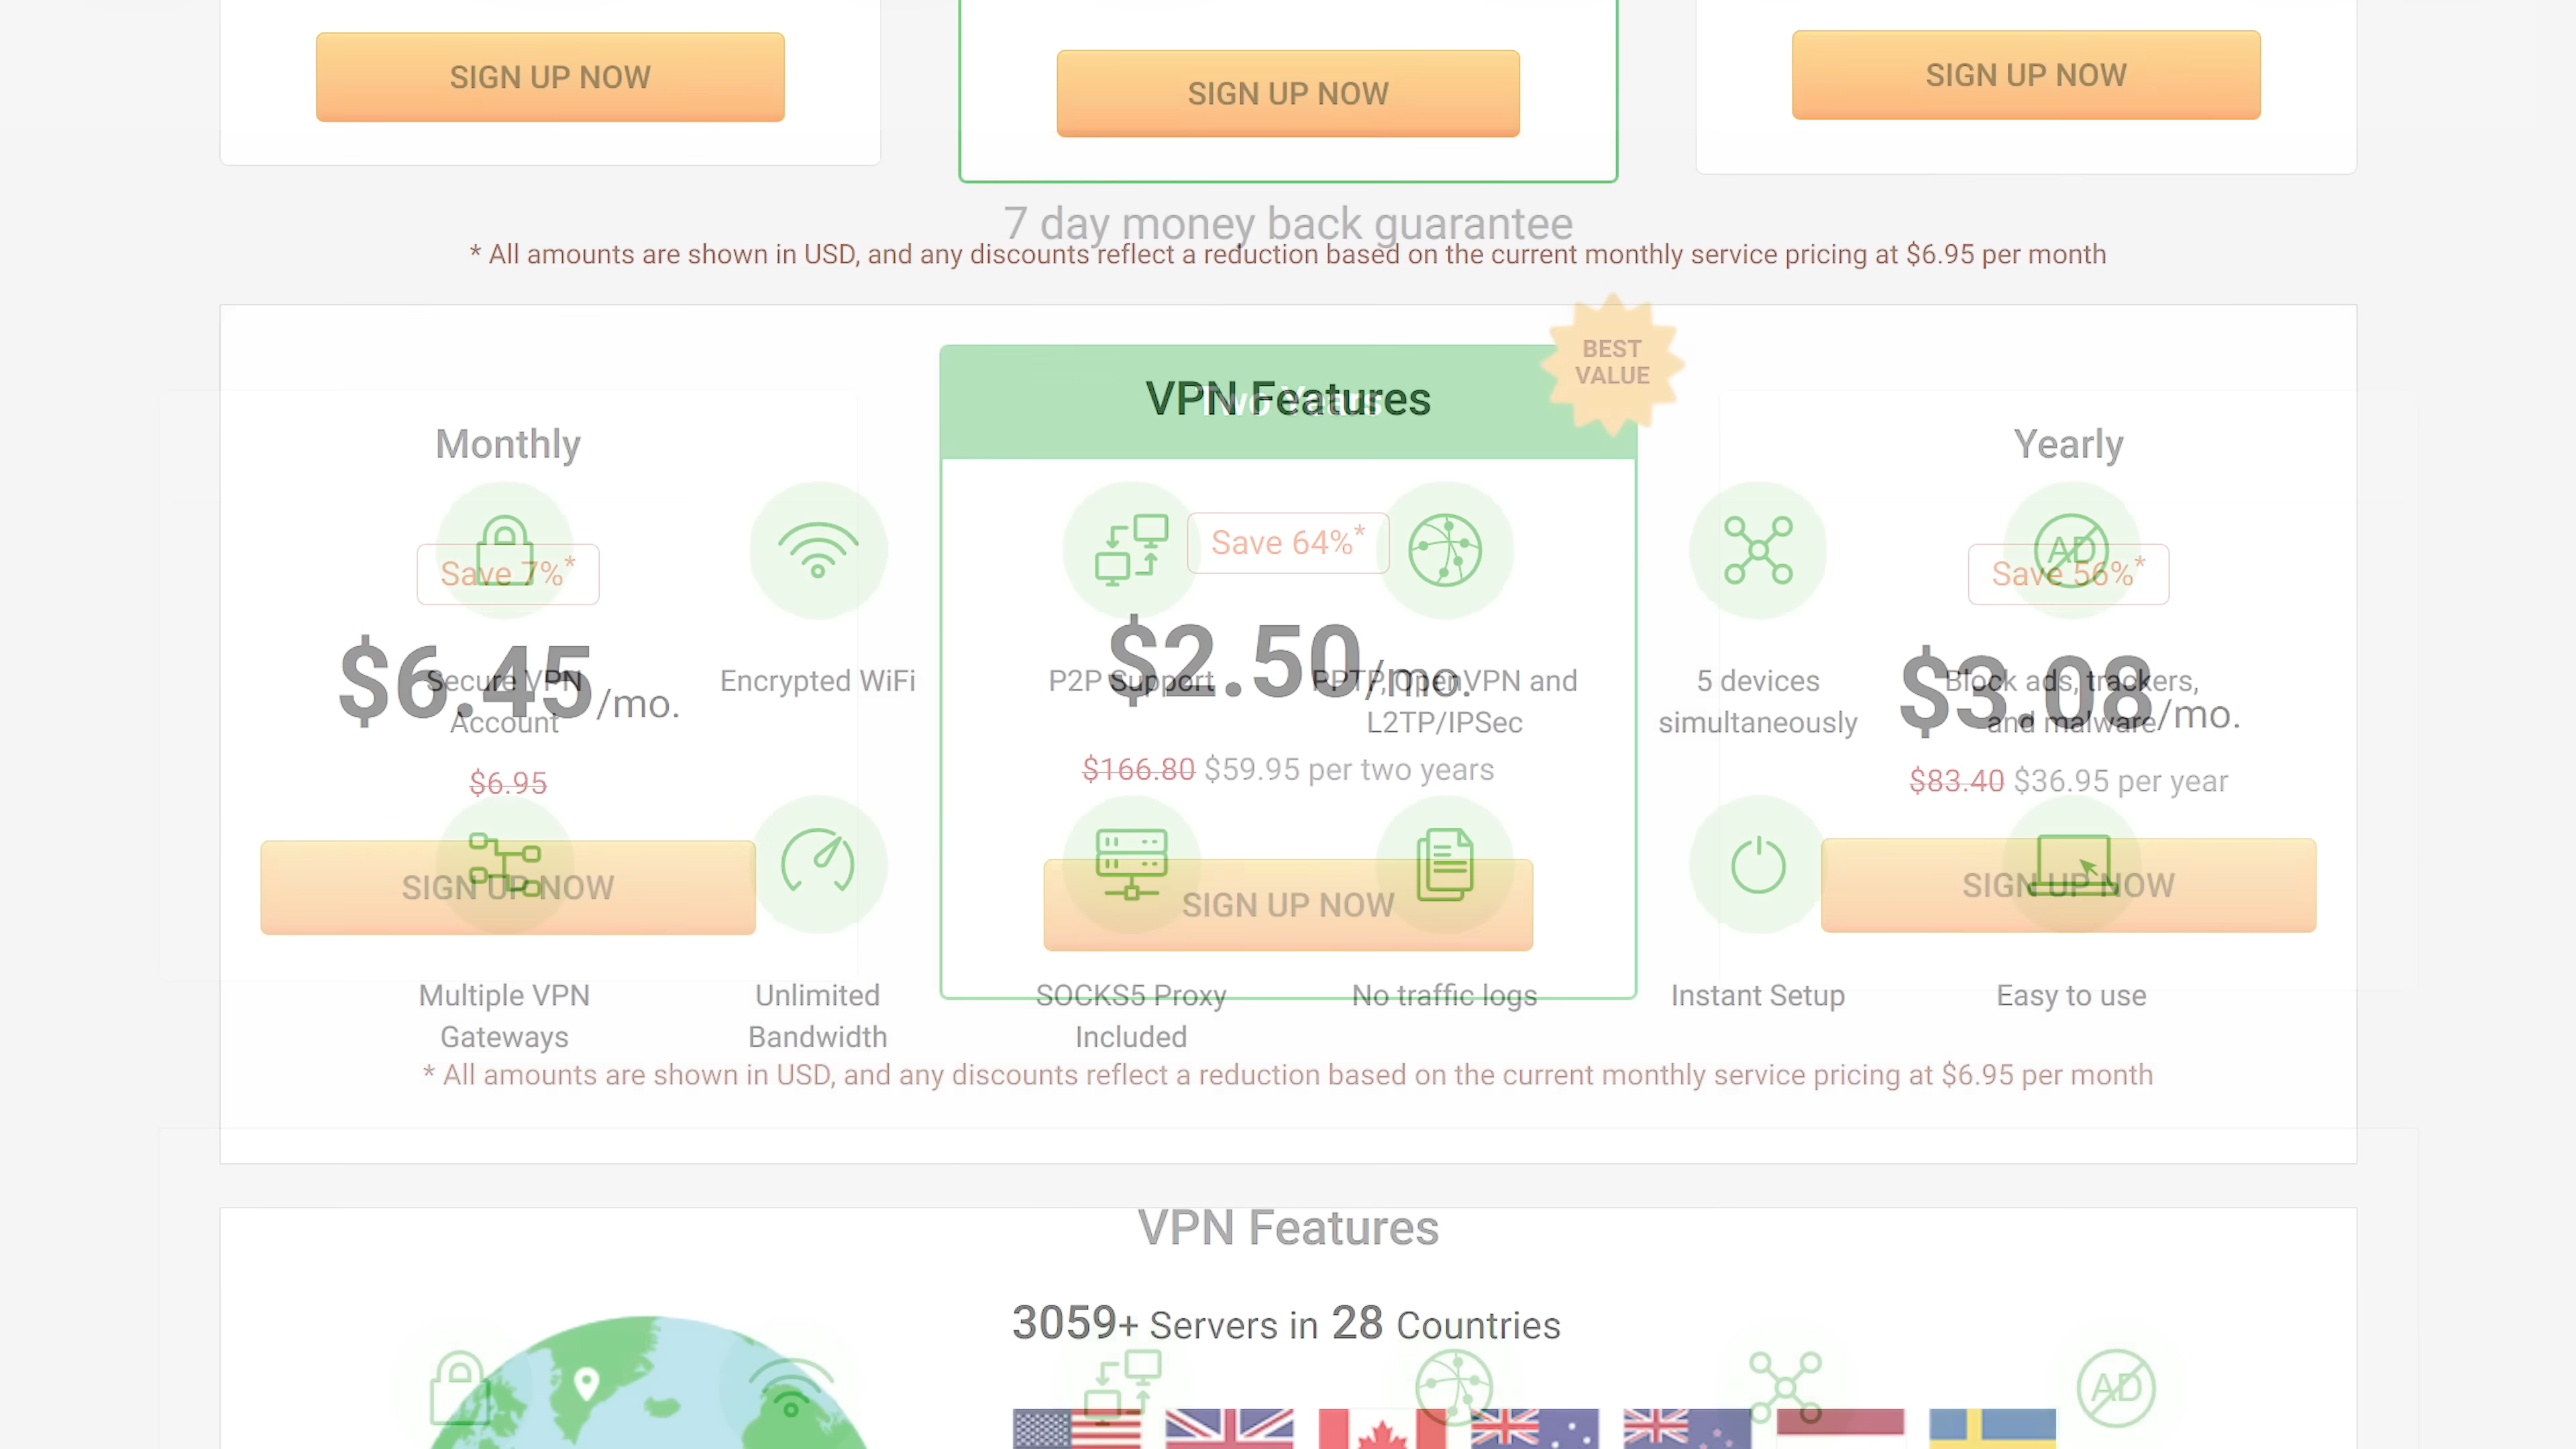 SIGN UP NOW
SIGN UP NOW
SIGN UP NOW
7 day money back guarantee
* All amounts are shown in USD, and any discounts reflect a reduction based on the current monthly service pricing at $6.95 per month
BEST
VALUE
VPN Features
Two Years
Monthly
Yearly
Save 7%*
Save 64%*
AD
Save 56%*
$6.45/mo.
$2.50/mo.
$3.08/mo.
Secure VPN
Account
Encrypted WiFi
P2P Support
PPTP, OpenVPN and
L2TP/IPSec
5 devices
simultaneously
Block ads, trackers,
and malware
$6.95
$166.80 $59.95 per two years
$83.40 $36.95 per year
SIGN UP NOW
SIGN UP NOW
SIGN UP NOW
Multiple VPN
Gateways
Unlimited
Bandwidth
SOCKS5 Proxy
Included
No traffic logs
Instant Setup
Easy to use
* All amounts are shown in USD, and any discounts reflect a reduction based on the current monthly service pricing at $6.95 per month
VPN Features
3059+ Servers in 28 Countries
AD